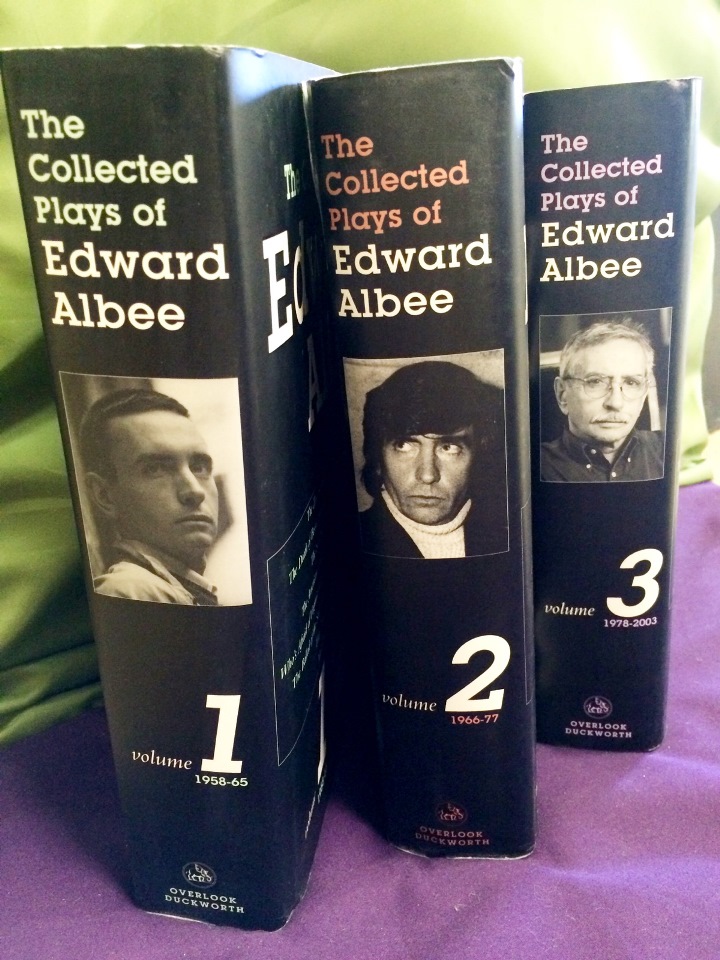 The
Collected
Plays of
Edward
Albee
volume 1
1958-65
OVERLOOK
DUCKWORTH
The
Collected
Plays of
Edward
Albee
volume 2
1966-77
OVERLOOK
DUCKWORTH
The
Collected
Plays of
Edward
Albee
volume 3
1978-2003
OVERLOOK
DUCKWORTH